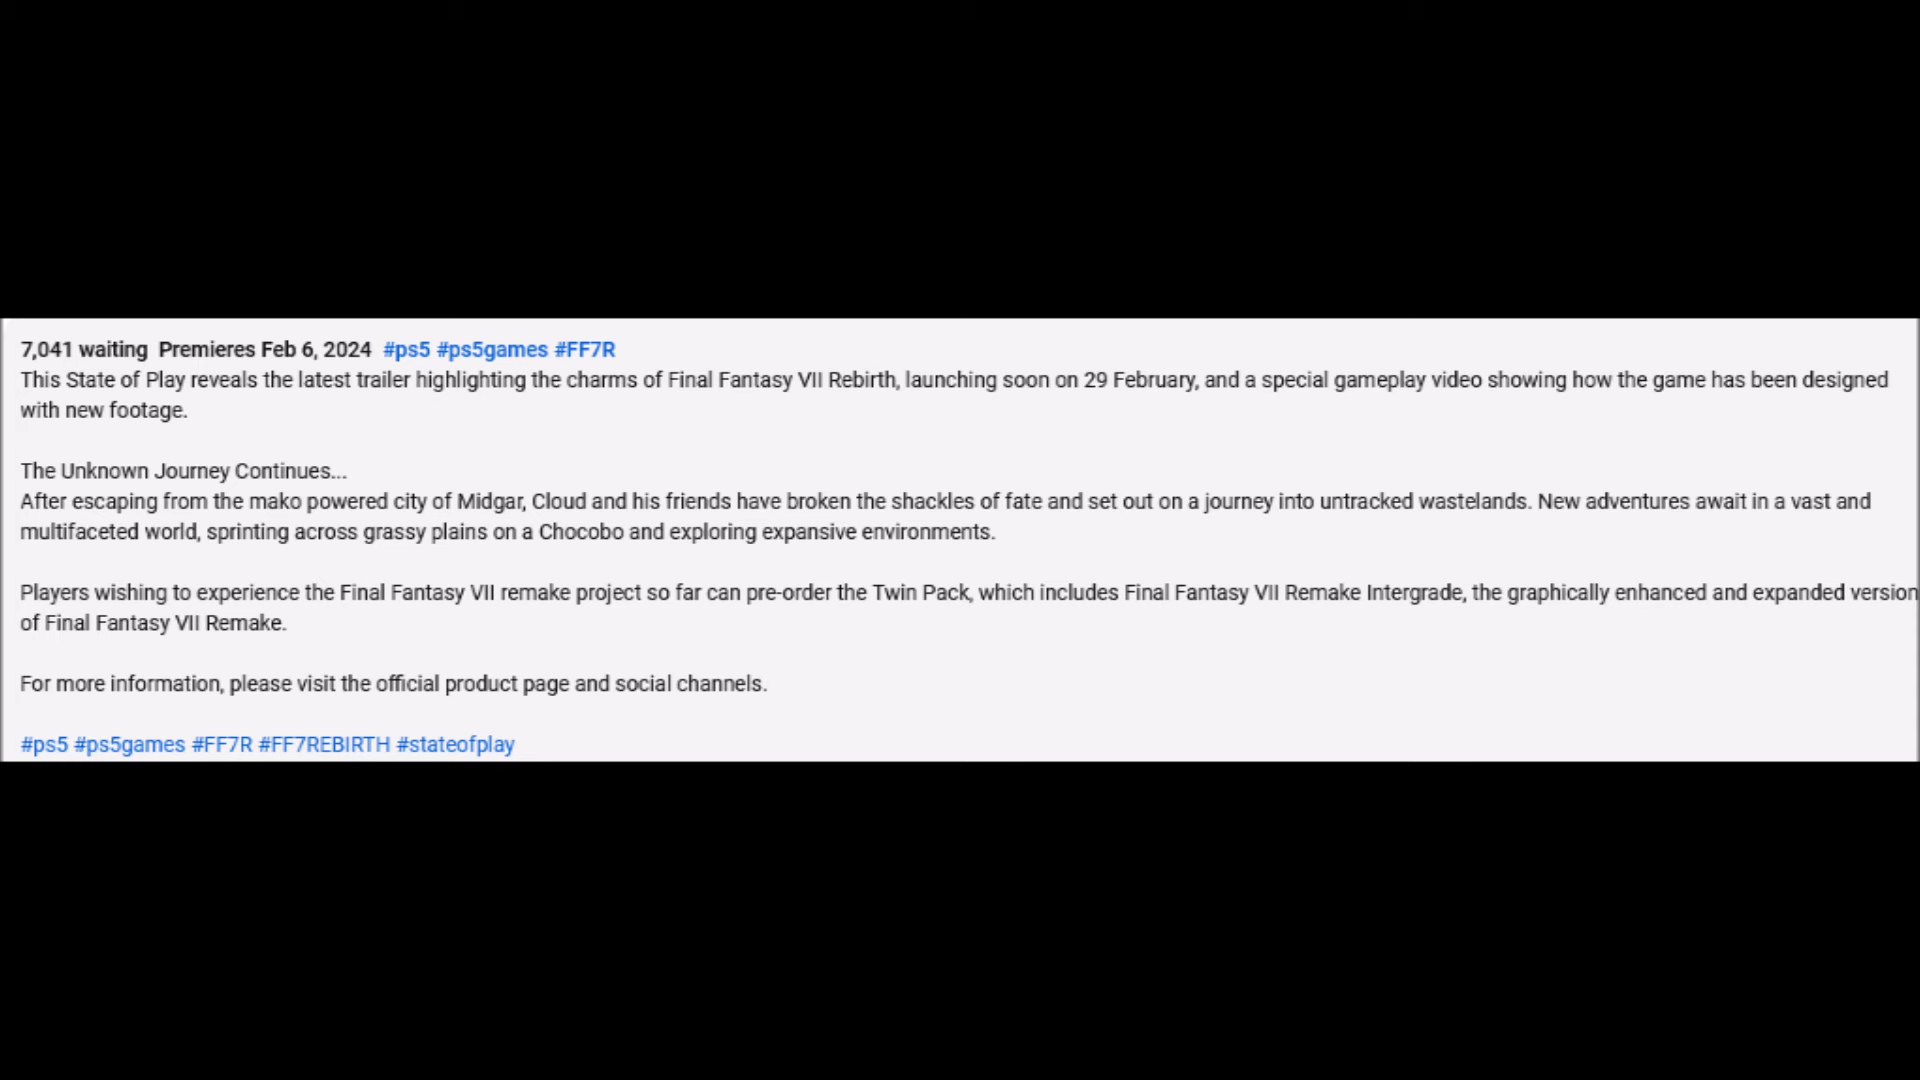 7,041 waiting Premieres Feb 6, 2024 #ps5 #ps5games #FF7R
This State of Play reveals the latest trailer highlighting the charms of Final Fantasy VII Rebirth, launching soon on 29 February, and a special gameplay video showing how the game has been designed
with new footage.
The Unknown Journey Continues...
After escaping from the mako powered city of Midgar, Cloud and his friends have broken the shackles of fate and set out on a journey into untracked wastelands. New adventures await in a vast and
multifaceted world, sprinting across grassy plains on a Chocobo and exploring expansive environments.
Players wishing to experience the Final Fantasy VII remake project so far can pre-order the Twin Pack, which includes Final Fantasy VII Remake Intergrade, the graphically enhanced and expanded version
of Final Fantasy VII Remake.
For more information, please visit the official product page and social channels.
#ps5 #ps5games #FF7R #FF7REBIRTH #stateofplay